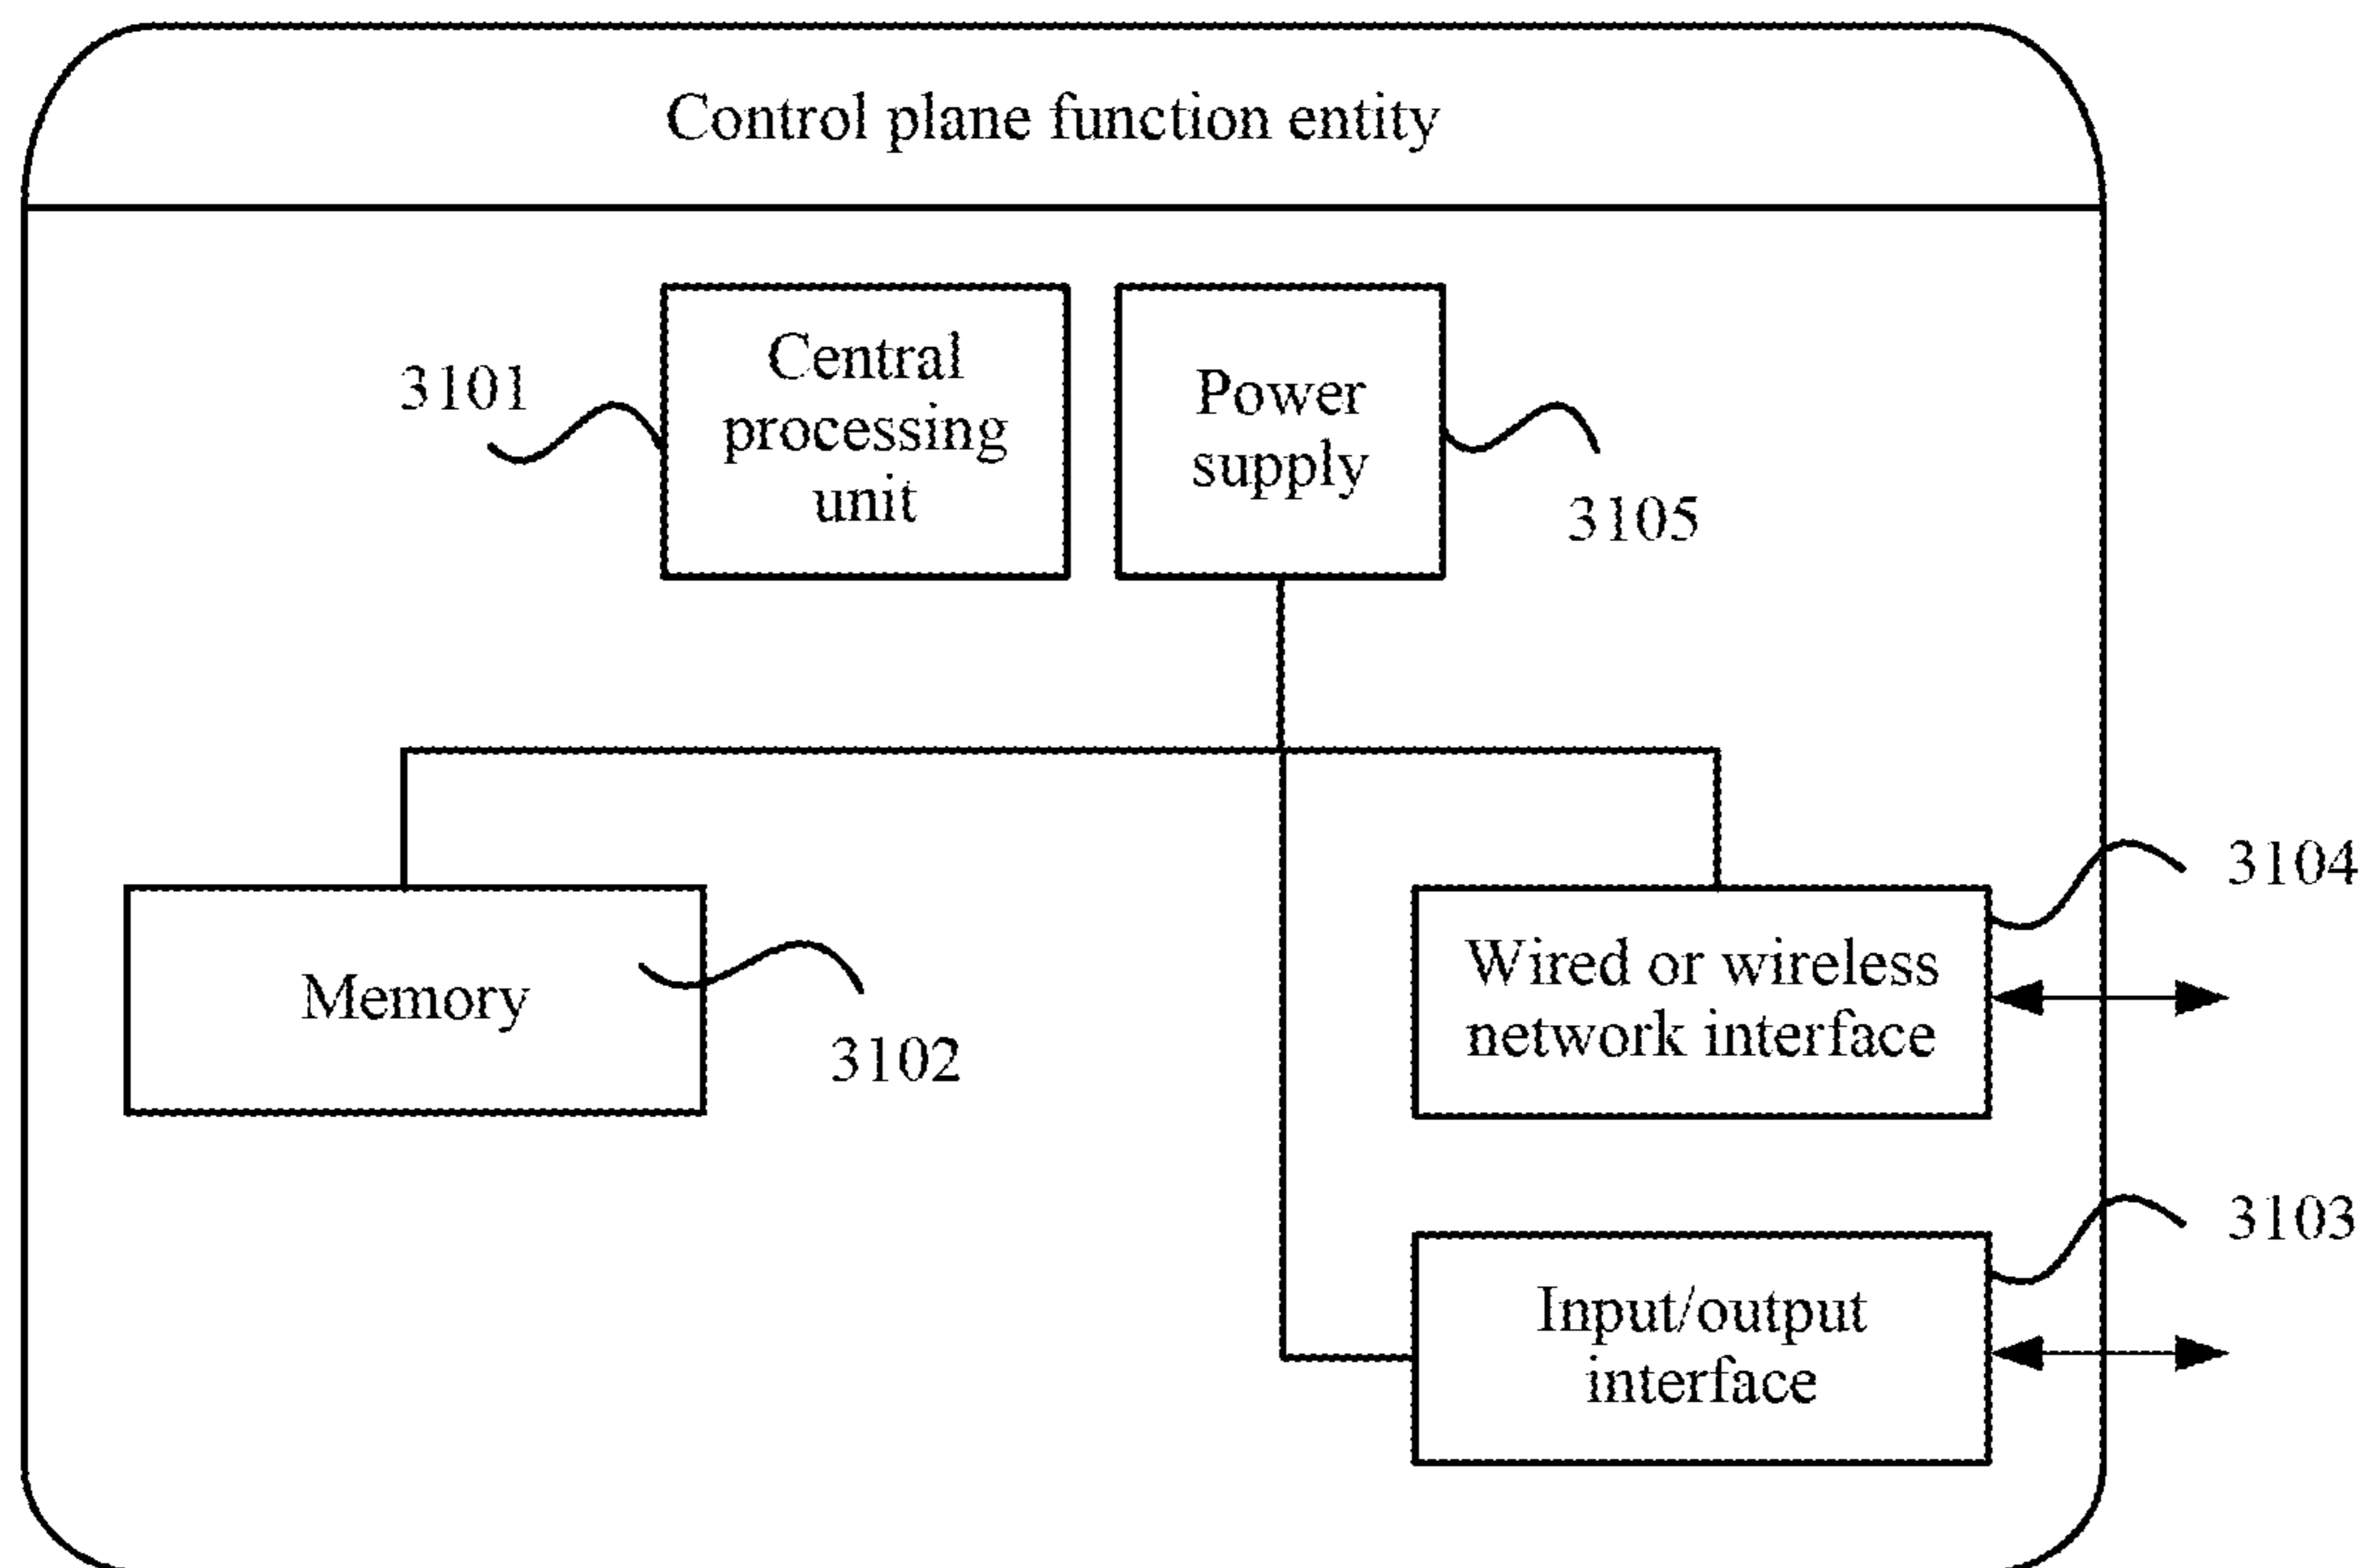 Control plane function entity
3101
Central
processing
unit
Power
supply
3105
Memory
3102
Wired or wireless
network interface
3104
Input/output
interface
3103